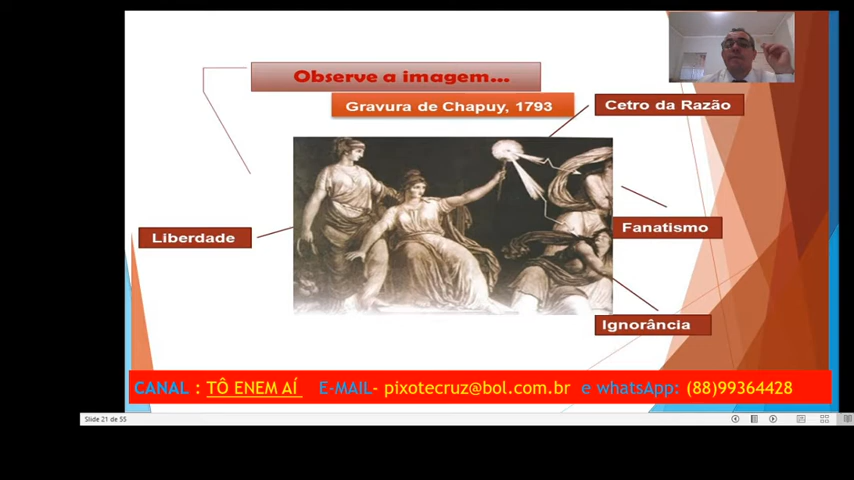 Observe a imagem...
Gravura de Chapuy, 1793
Cetro da Razão
Liberdade
Fanatismo
Ignorância
CANAL : TÔ ENEM AÍ E-MAIL- pixotecruz@bol.com.br e whatsApp: (88)99364428
Slide 21 de 55